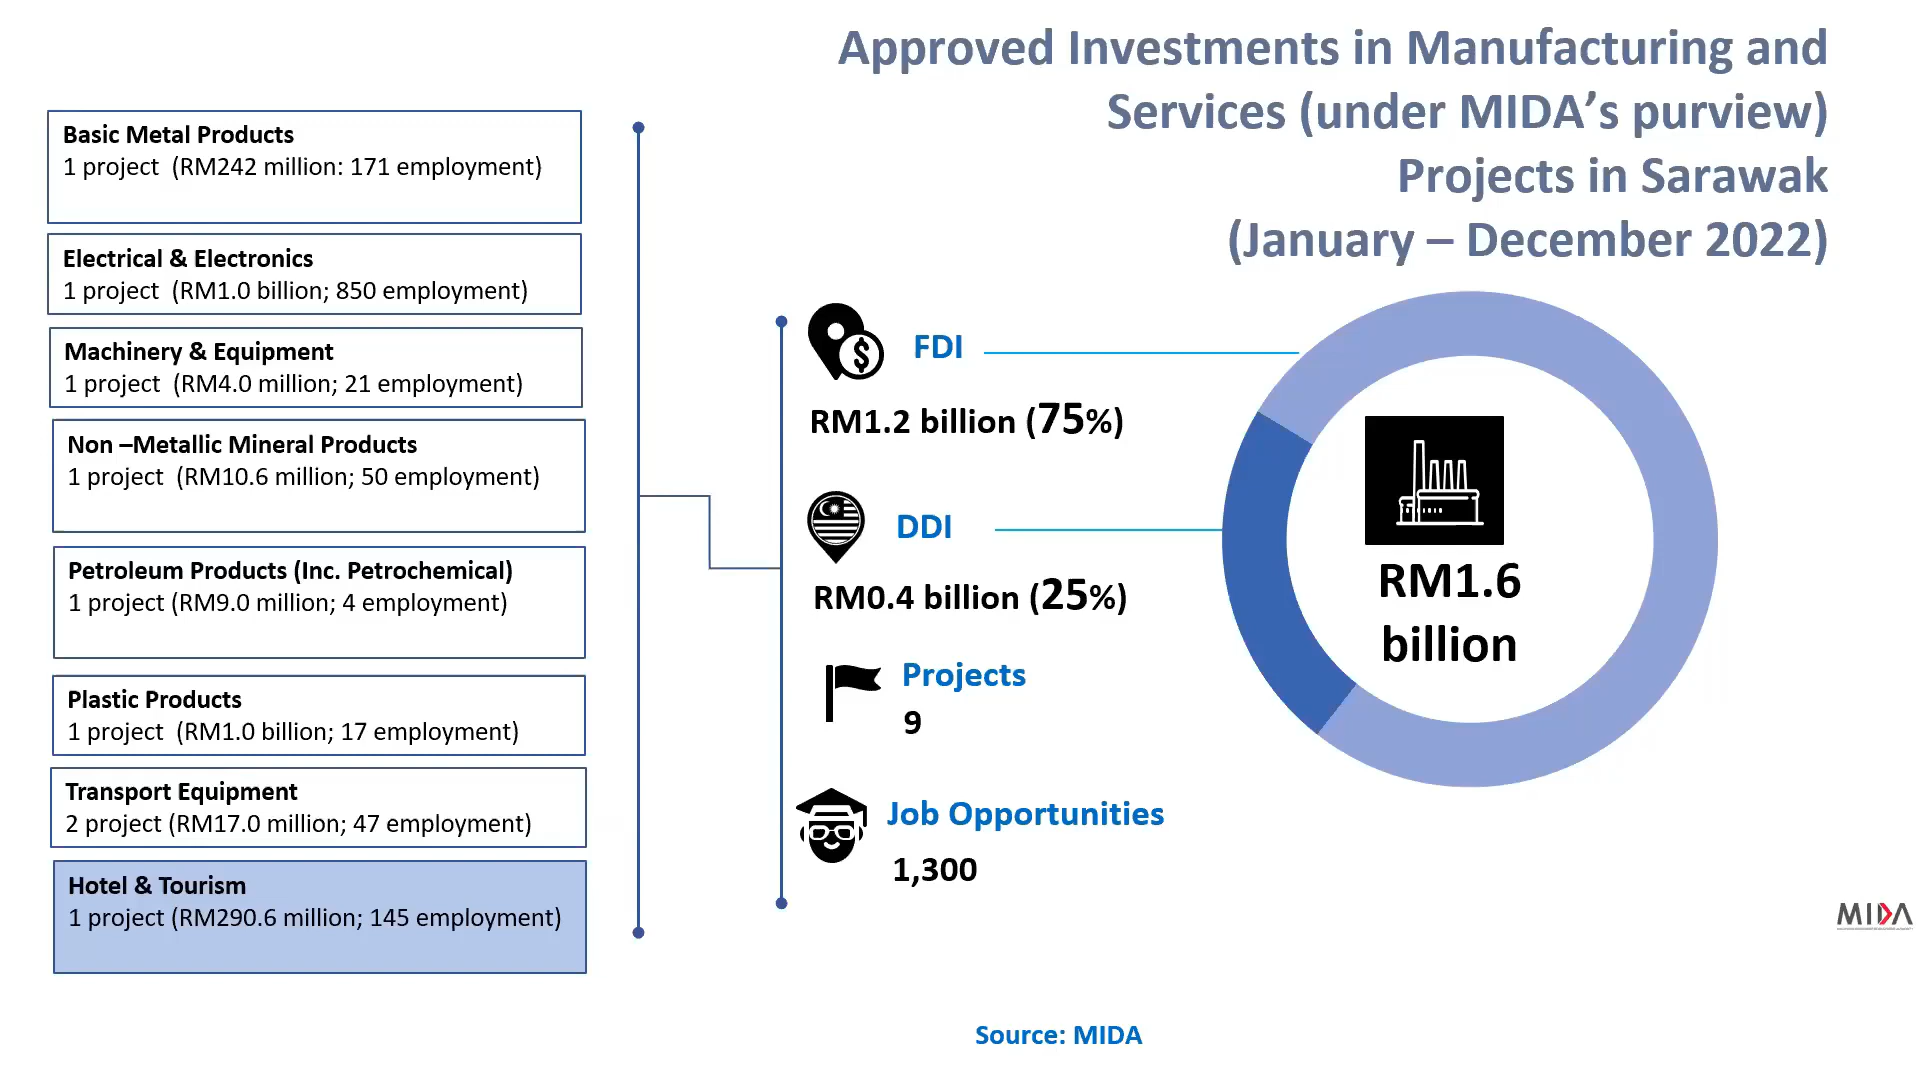 Approved Investments in Manufacturing and
Services (under MIDA’s purview)
Projects in Sarawak
(January – December 2022)
Basic Metal Products
1 project (RM242 million: 171 employment)
Electrical & Electronics
1 project (RM1.0 billion; 850 employment)
Machinery & Equipment
1 project (RM4.0 million; 21 employment)
Non –Metallic Mineral Products
1 project (RM10.6 million; 50 employment)
Petroleum Products (Inc. Petrochemical)
1 project (RM9.0 million; 4 employment)
Plastic Products
1 project (RM1.0 billion; 17 employment)
Transport Equipment
2 project (RM17.0 million; 47 employment)
Hotel & Tourism
1 project (RM290.6 million; 145 employment)
FDI
RM1.2 billion (75%)
DDI
RM0.4 billion (25%)
Projects
9
Job Opportunities
1,300
RM1.6
billion
MIDA
Source: MIDA